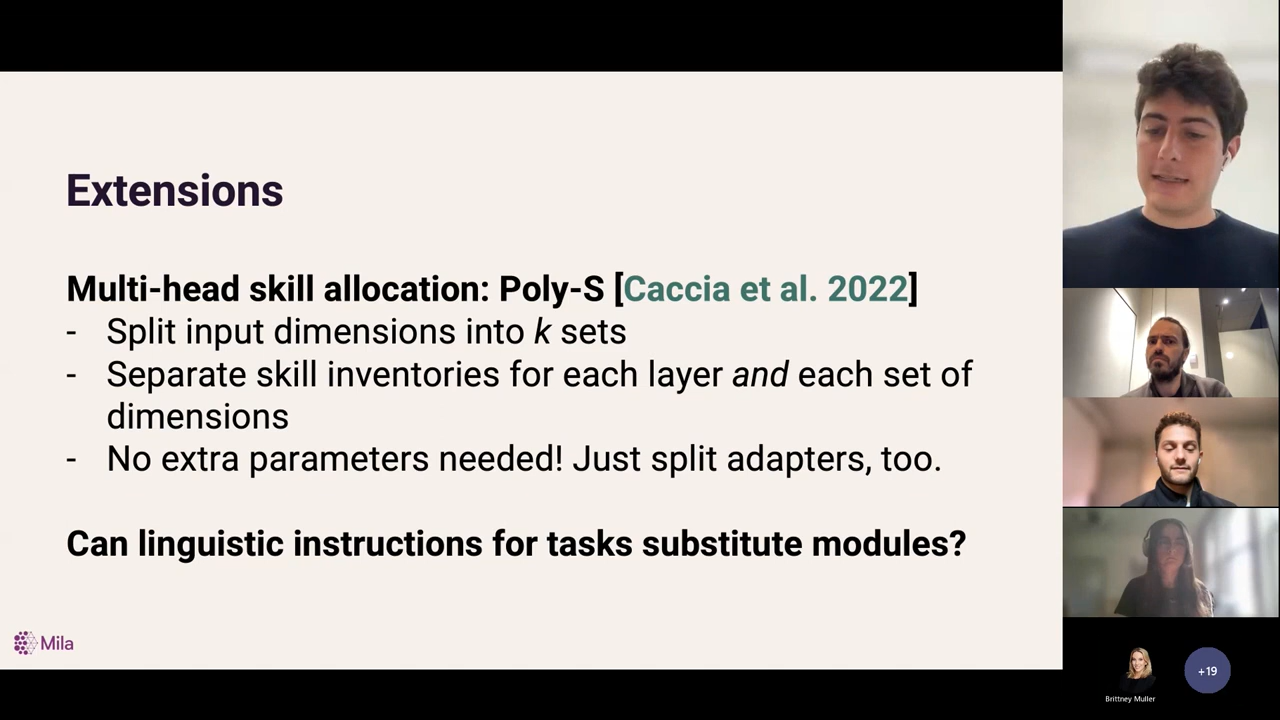 Extensions
Multi-head skill allocation: Poly-S [Caccia et al. 2022]
- Split input dimensions into k sets
- Separate skill inventories for each layer and each set of
dimensions
- No extra parameters needed! Just split adapters, too.
Can linguistic instructions for tasks substitute modules?
Mila
+19
Brittney Muller